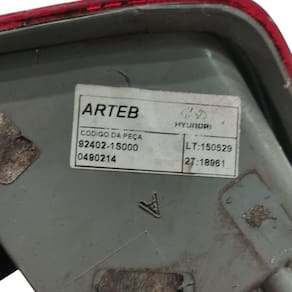 ARTEB
HYUNDAI
CODIGO DA PEÇA
92402-1S000
LT:150529
0480214
2T:18961